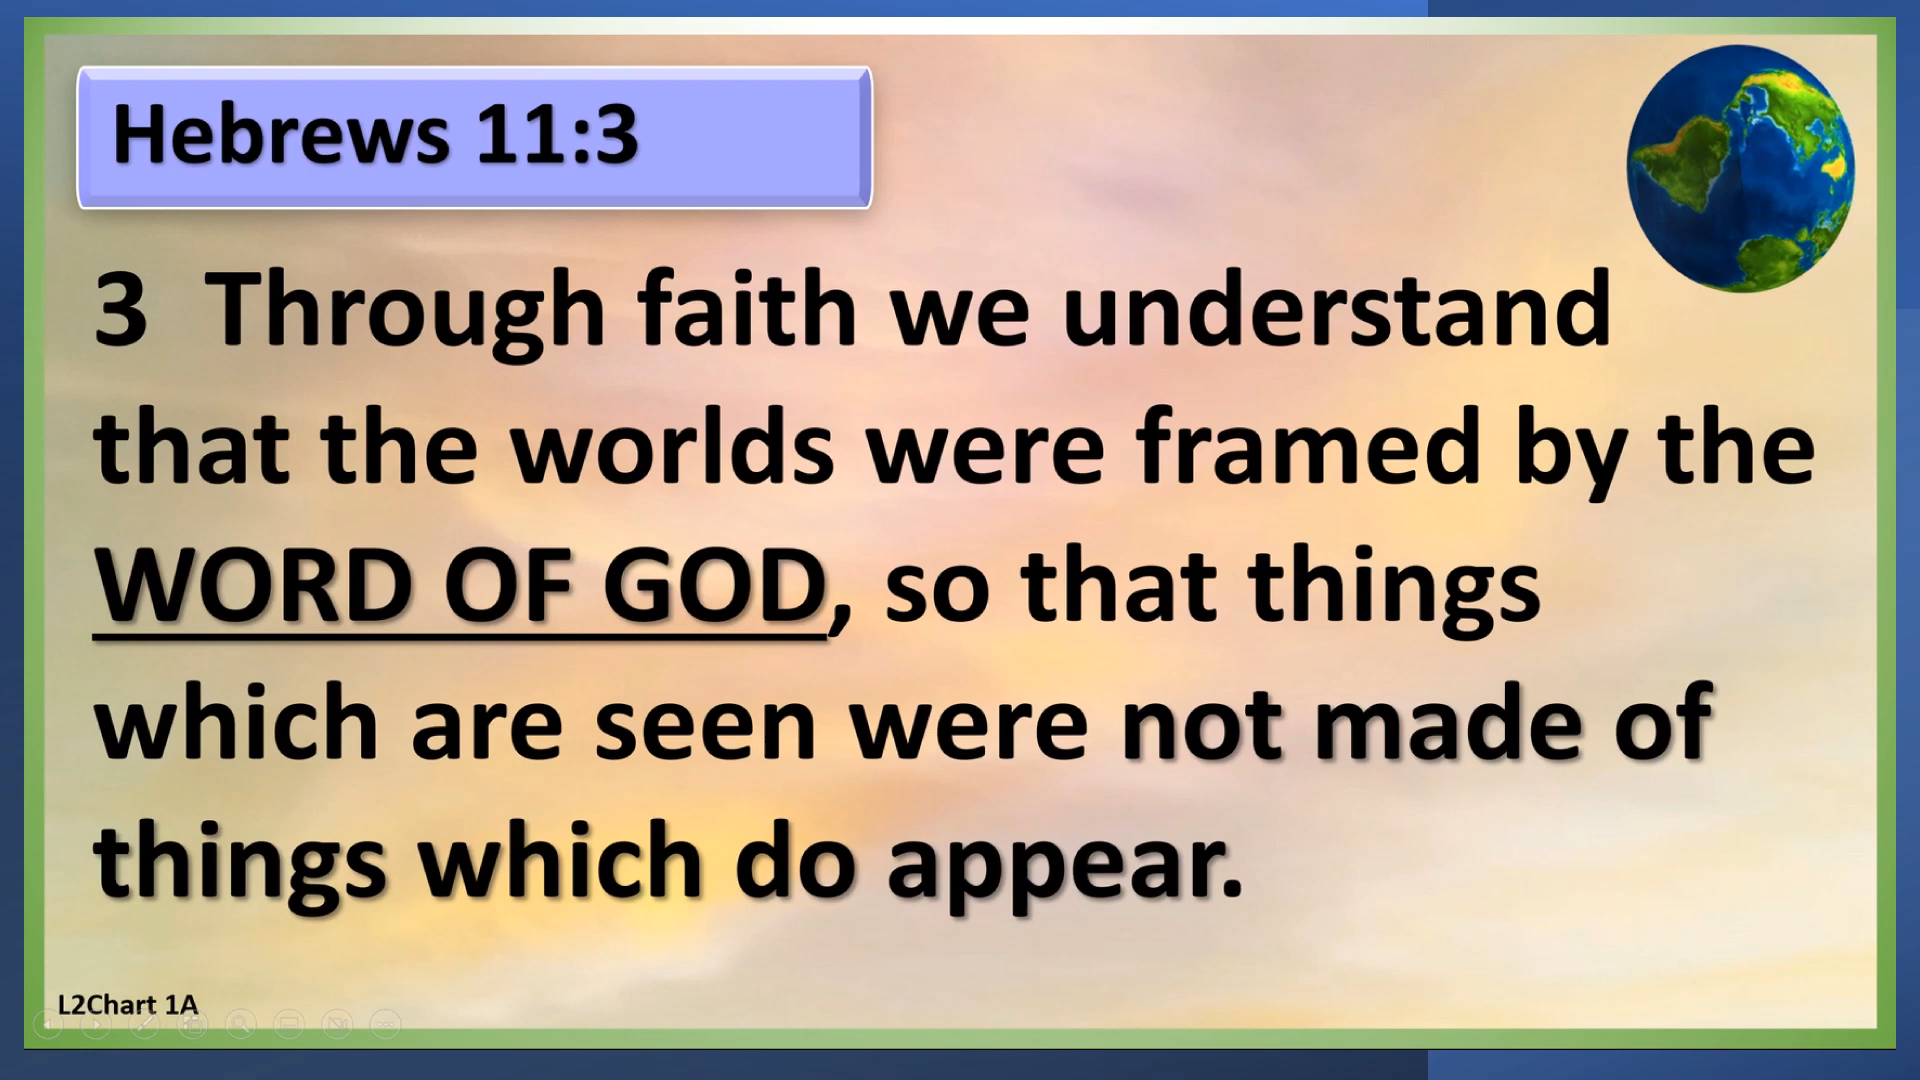 Hebrews 11:3
3 Through faith we understand
that the worlds were framed by the
WORD OF GOD, so that things
which are seen were not made of
things which do appear.
L2Chart 1A